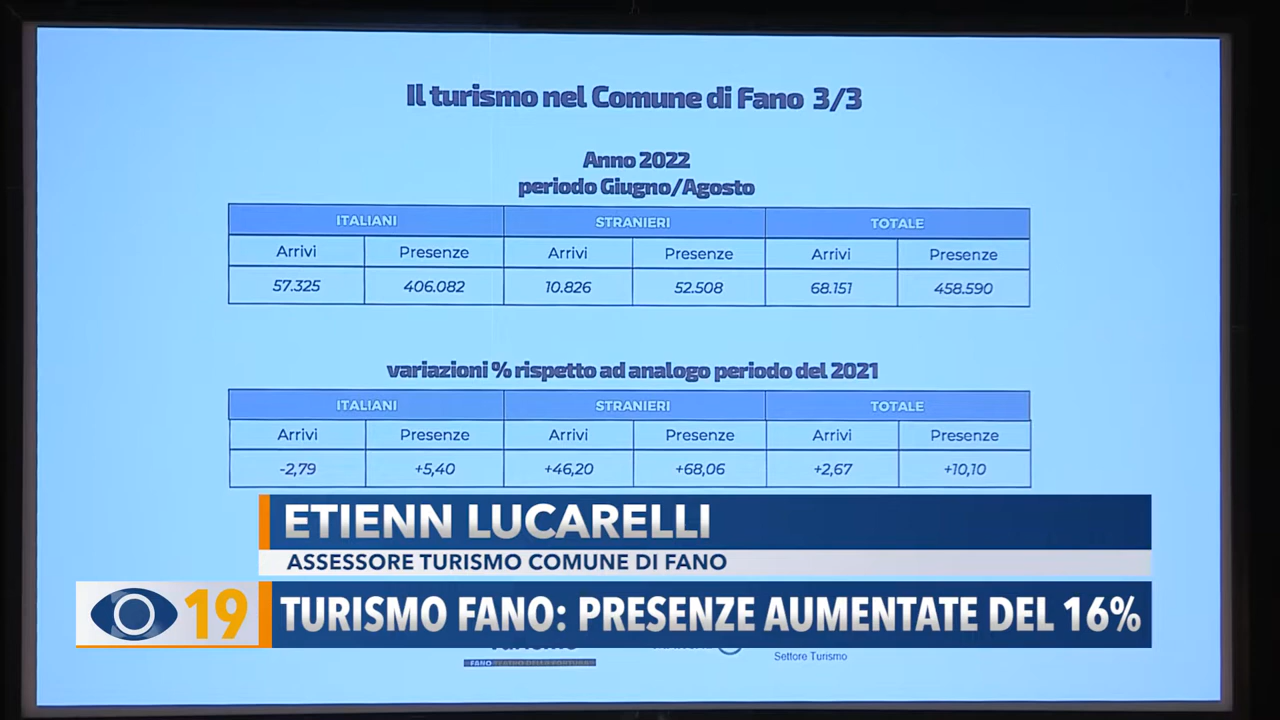 Il turismo nel Comune di Fano 3/3
Anno 2022
periodo Giugno/Agosto
ITALIANI STRANIERI TOTALE
Arrivi Presenze Arrivi Presenze Arrivi Presenze
57.325 406.082 10.826 52.508 68.151 458.590
variazioni % rispetto ad analogo periodo del 2021
ITALIANI STRANIERI TOTALE
Arrivi Presenze Arrivi Presenze Arrivi Presenze
-2,79 +5,40 +46,20 +68,06 +2,67 +10,10
ETIENN LUCARELLI
ASSESSORE TURISMO COMUNE DI FANO
19 TURISMO FANO: PRESENZE AUMENTATE DEL 16%
Settore Turismo
FANO